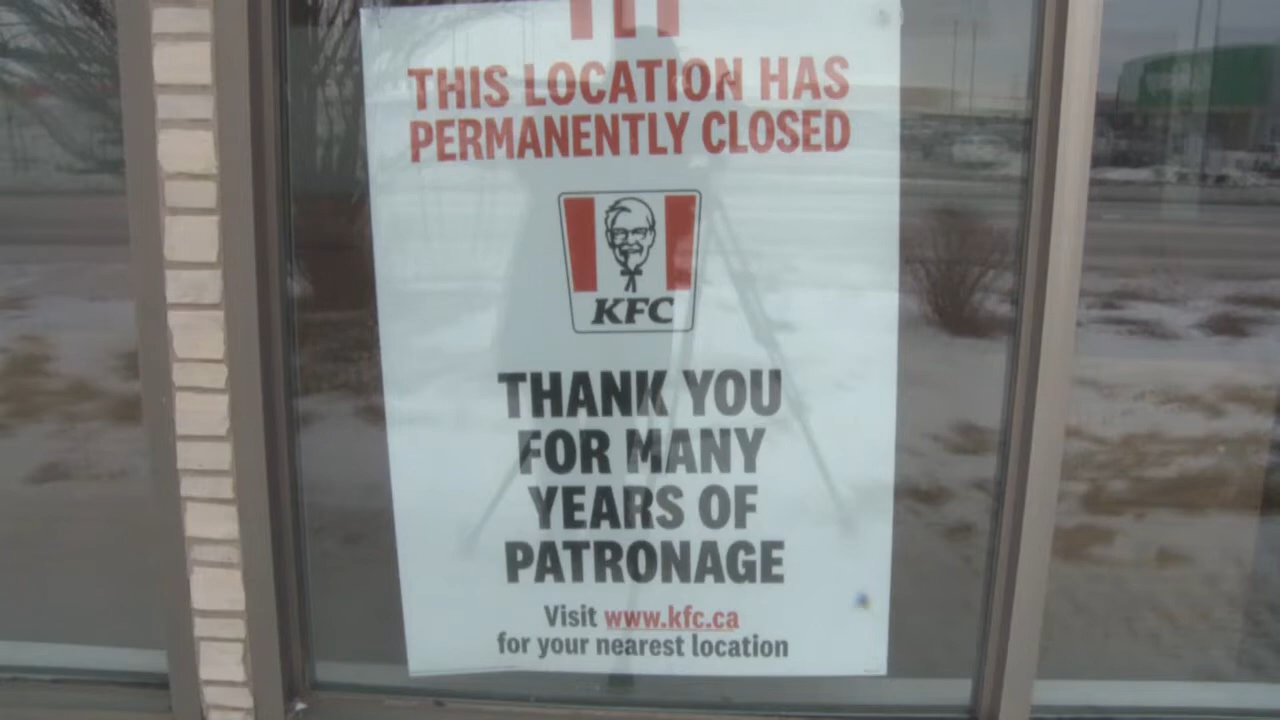 THIS LOCATION HAS
PERMANENTLY CLOSED
KFC
THANK YOU
FOR MANY
YEARS OF
PATRONAGE
Visit www.kfc.ca
for your nearest location